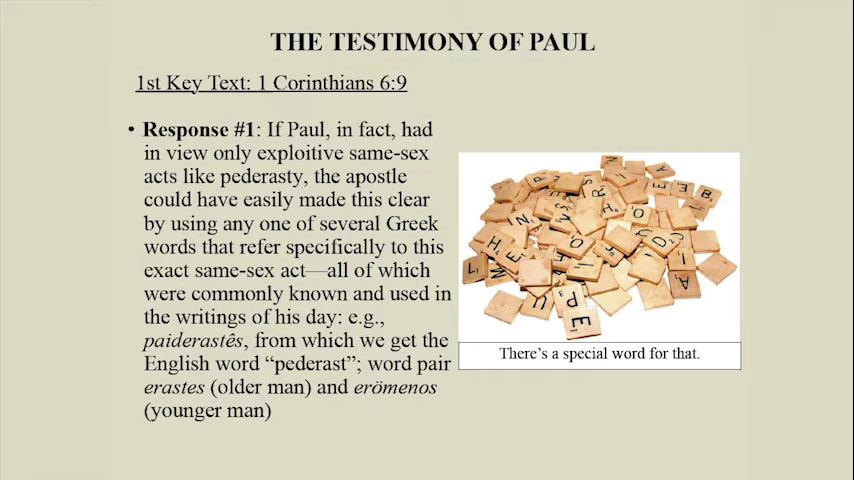 THE TESTIMONY OF PAUL
1st Key Text: 1 Corinthians 6:9
• Response #1: If Paul, in fact, had
in view only exploitive same-sex
acts like pederasty, the apostle
could have easily made this clear
by using any one of several Greek
words that refer specifically to this
exact same-sex act—all of which
were commonly known and used in
the writings of his day: e.g.,
paiderastês, from which we get the
English word “pederast”; word pair
erastes (older man) and erömenos
(younger man)
There’s a special word for that.